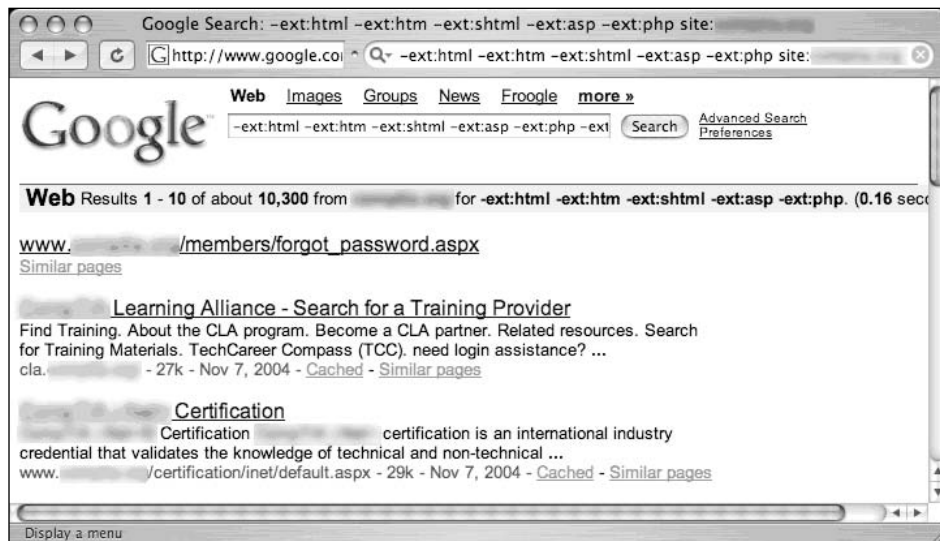 Google Search: –ext:html –ext:htm –ext:shtml –ext:asp –ext:php site:
http://www.google.co
–ext:html –ext:htm –ext:shtml –ext:asp –ext:php site:
Google
Web Images Groups News Froogle more »
–ext:html –ext:htm –ext:shtml –ext:asp –ext:php –ext
Search
Advanced Search
Preferences
Web Results 1 - 10 of about 10,300 from for -ext:html -ext:htm -ext:shtml -ext:asp -ext:php. (0.16 sec
www. /members/forgot_password.aspx
Similar pages
Learning Alliance - Search for a Training Provider
Find Training. About the CLA program. Become a CLA partner. Related resources. Search
for Training Materials. TechCareer Compass (TCC). need login assistance? ...
cla. - 27k - Nov 7, 2004 - Cached - Similar pages
Certification
Certification certification is an international industry
credential that validates the knowledge of technical and non-technical ...
www. /certification/inet/default.aspx - 29k - Nov 7, 2004 - Cached - Similar pages
Display a menu